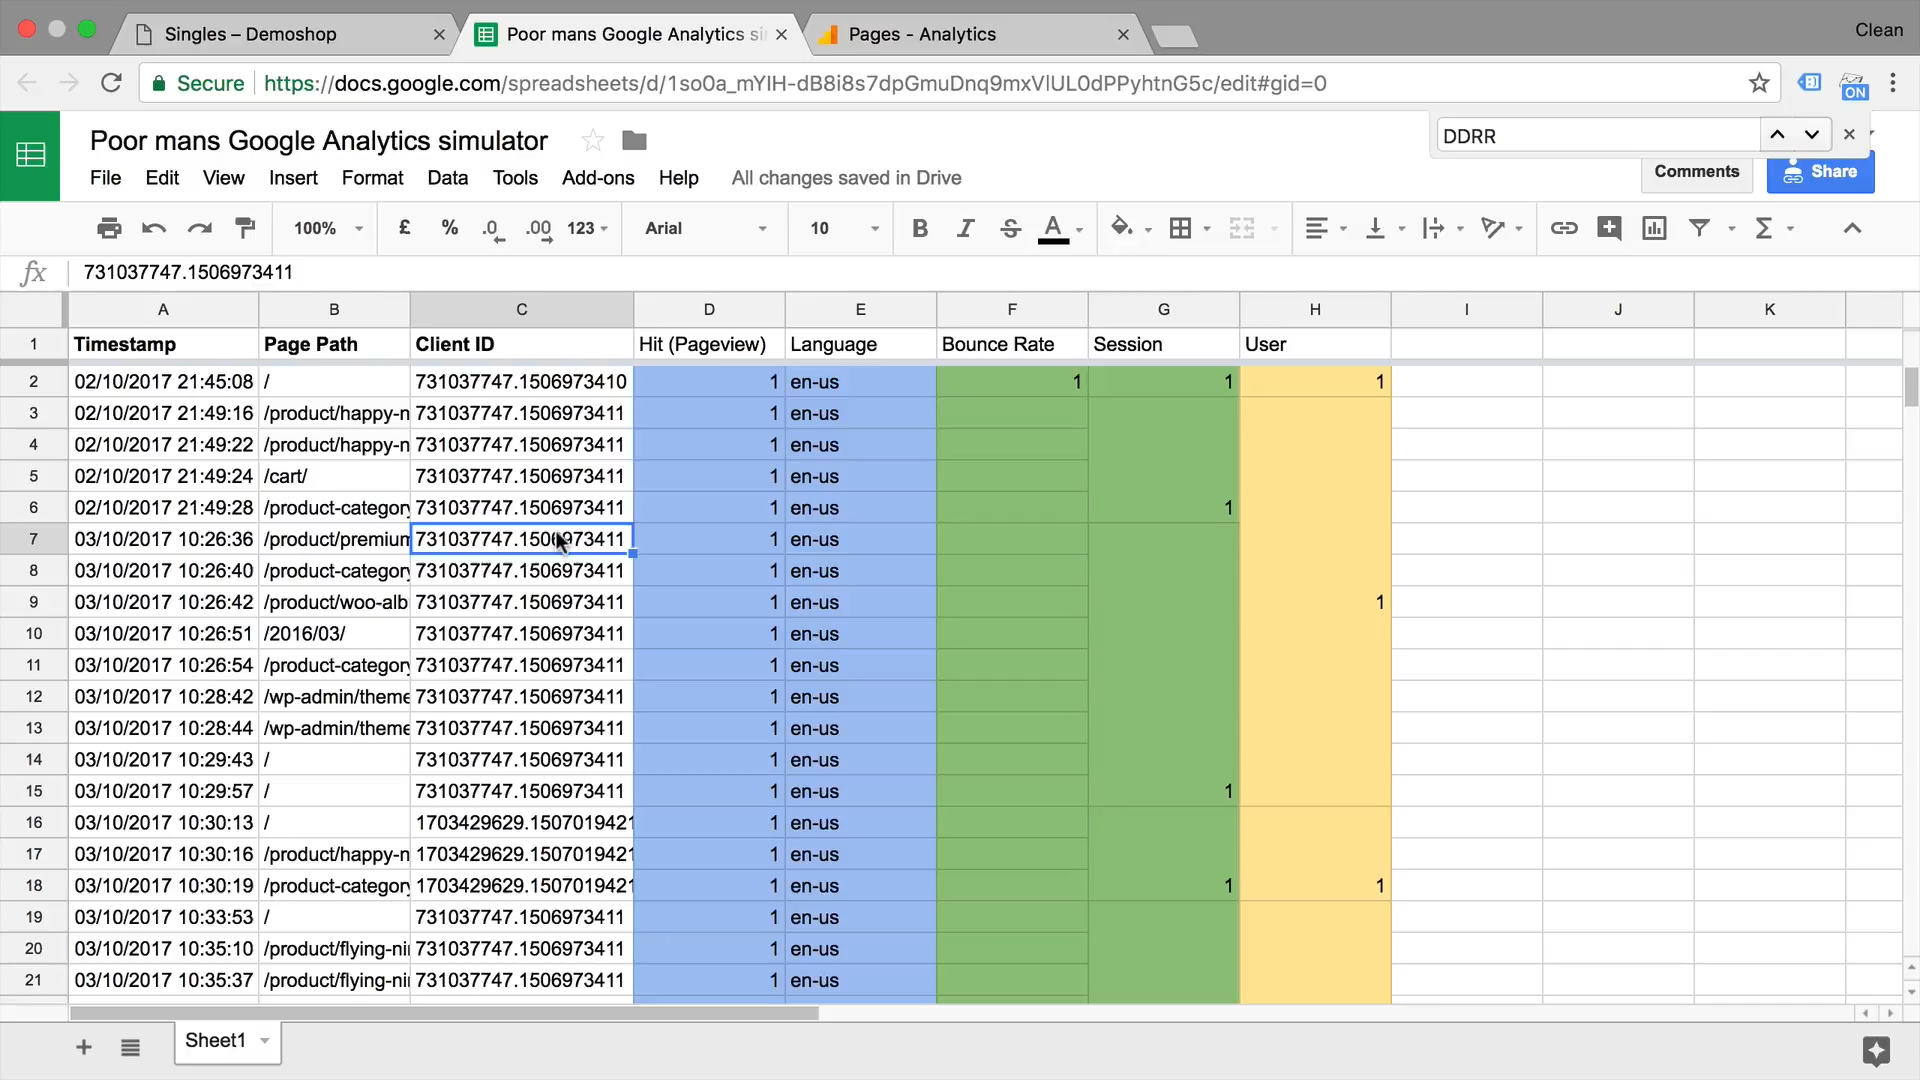 Singles – Demoshop
Poor mans Google Analytics si
Pages - Analytics
Clean
Secure https://docs.google.com/spreadsheets/d/1so0a_mYIH-dB8i8s7dpGmuDnq9mxVlUL0dPPyhtnG5c/edit#gid=0
ON
Poor mans Google Analytics simulator
DDRR
File Edit View Insert Format Data Tools Add-ons Help All changes saved in Drive
Comments Share
100% £ % .0 .00 123 Arial 10 B I S A Σ
fx 731037747.1506973411
A B C D E F G H I J K
1 Timestamp Page Path Client ID Hit (Pageview) Language Bounce Rate Session User
2 02/10/2017 21:45:08 / 731037747.1506973410 1 en-us 1 1 1
3 02/10/2017 21:49:16 /product/happy-n 731037747.1506973411 1 en-us
4 02/10/2017 21:49:22 /product/happy-n 731037747.1506973411 1 en-us
5 02/10/2017 21:49:24 /cart/ 731037747.1506973411 1 en-us
6 02/10/2017 21:49:28 /product-category 731037747.1506973411 1 en-us 1
7 03/10/2017 10:26:36 /product/premium 731037747.1506973411 1 en-us
8 03/10/2017 10:26:40 /product-category 731037747.1506973411 1 en-us
9 03/10/2017 10:26:42 /product/woo-alb 731037747.1506973411 1 en-us 1
10 03/10/2017 10:26:51 /2016/03/ 731037747.1506973411 1 en-us
11 03/10/2017 10:26:54 /product-category 731037747.1506973411 1 en-us
12 03/10/2017 10:28:42 /wp-admin/theme 731037747.1506973411 1 en-us
13 03/10/2017 10:28:44 /wp-admin/theme 731037747.1506973411 1 en-us
14 03/10/2017 10:29:43 / 731037747.1506973411 1 en-us
15 03/10/2017 10:29:57 / 731037747.1506973411 1 en-us 1
16 03/10/2017 10:30:13 / 1703429629.1507019421 1 en-us
17 03/10/2017 10:30:16 /product/happy-n 1703429629.1507019421 1 en-us
18 03/10/2017 10:30:19 /product-category 1703429629.1507019421 1 en-us 1 1
19 03/10/2017 10:33:53 / 731037747.1506973411 1 en-us
20 03/10/2017 10:35:10 /product/flying-nin 731037747.1506973411 1 en-us
21 03/10/2017 10:35:37 /product/flying-nin 731037747.1506973411 1 en-us
Sheet1